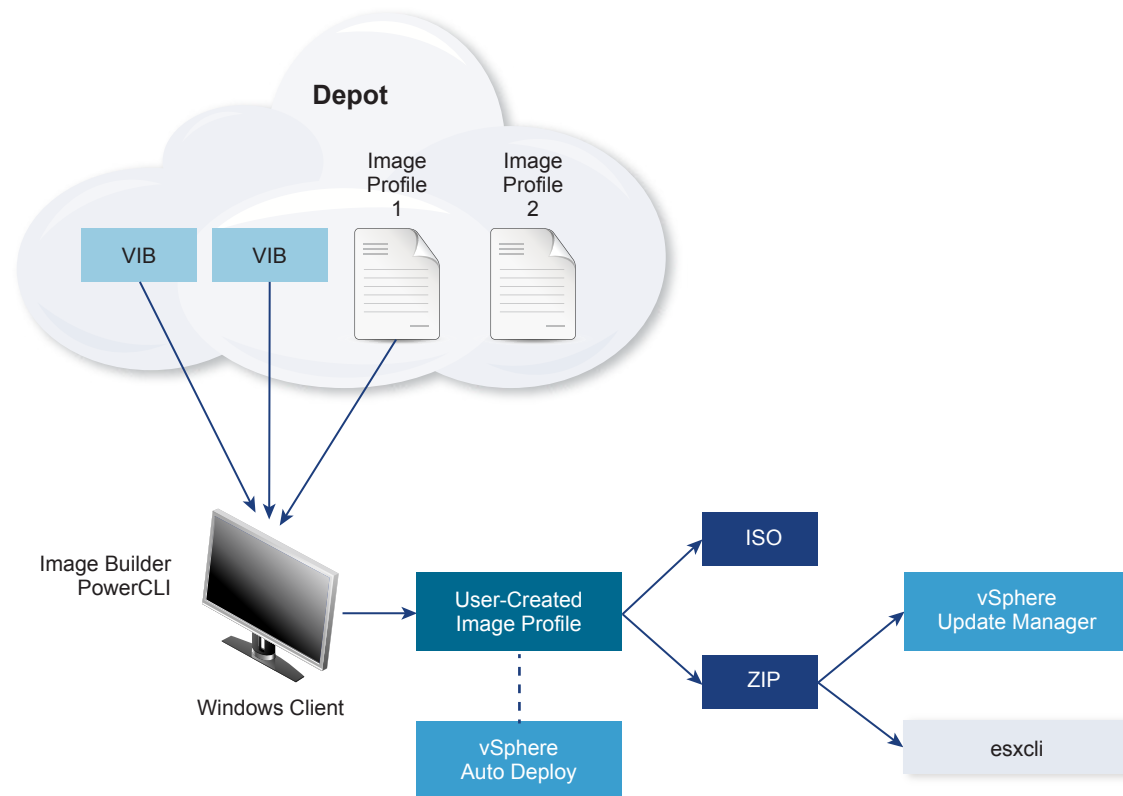 Depot
Image
Profile
1
Image
Profile
2
VIB
VIB
Image Builder
PowerCLI
Windows Client
User-Created
Image Profile
vSphere
Auto Deploy
ISO
ZIP
vSphere
Update Manager
esxcli